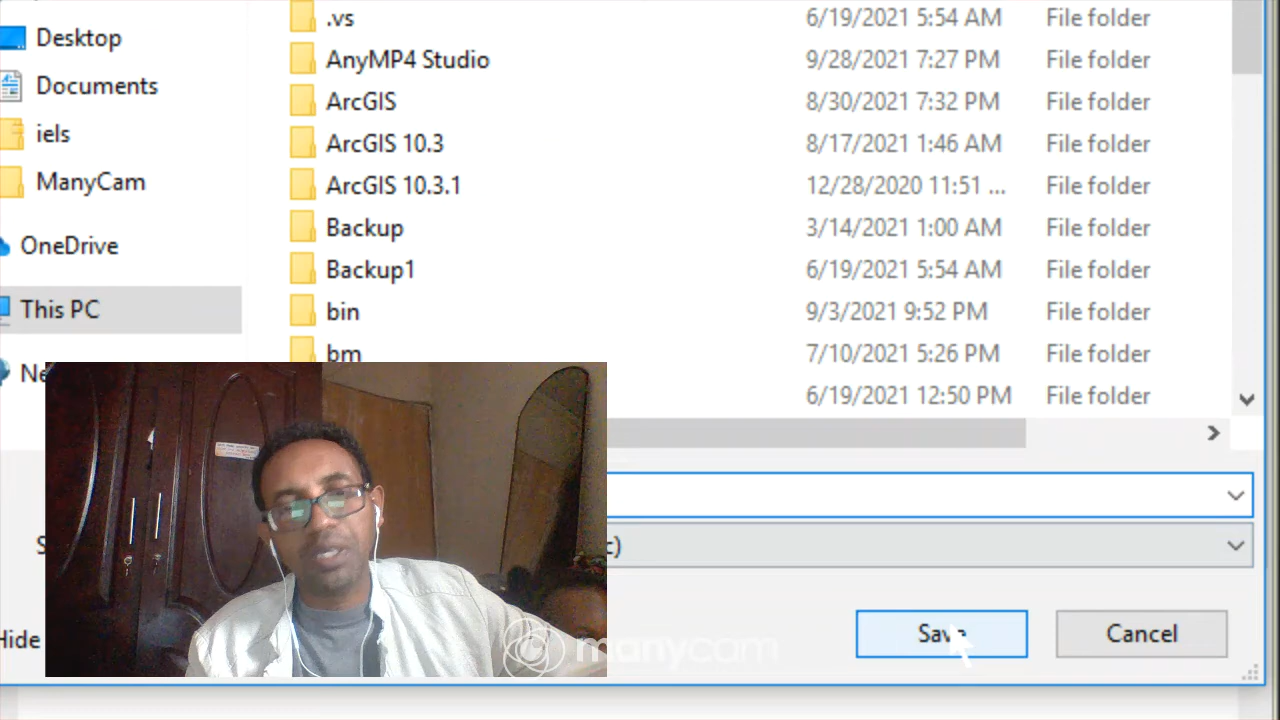 .vs 6/19/2021 5:54 AM File folder
Desktop
AnyMP4 Studio 9/28/2021 7:27 PM File folder
Documents
ArcGIS 8/30/2021 7:32 PM File folder
iels
ArcGIS 10.3 8/17/2021 1:46 AM File folder
ManyCam
ArcGIS 10.3.1 12/28/2020 11:51 ... File folder
Backup 3/14/2021 1:00 AM File folder
OneDrive
Backup1 6/19/2021 5:54 AM File folder
This PC
bin 9/3/2021 9:52 PM File folder
bm 7/10/2021 5:26 PM File folder
Ne
6/19/2021 12:50 PM File folder
S
c)
Hide
Save
Cancel
manycam